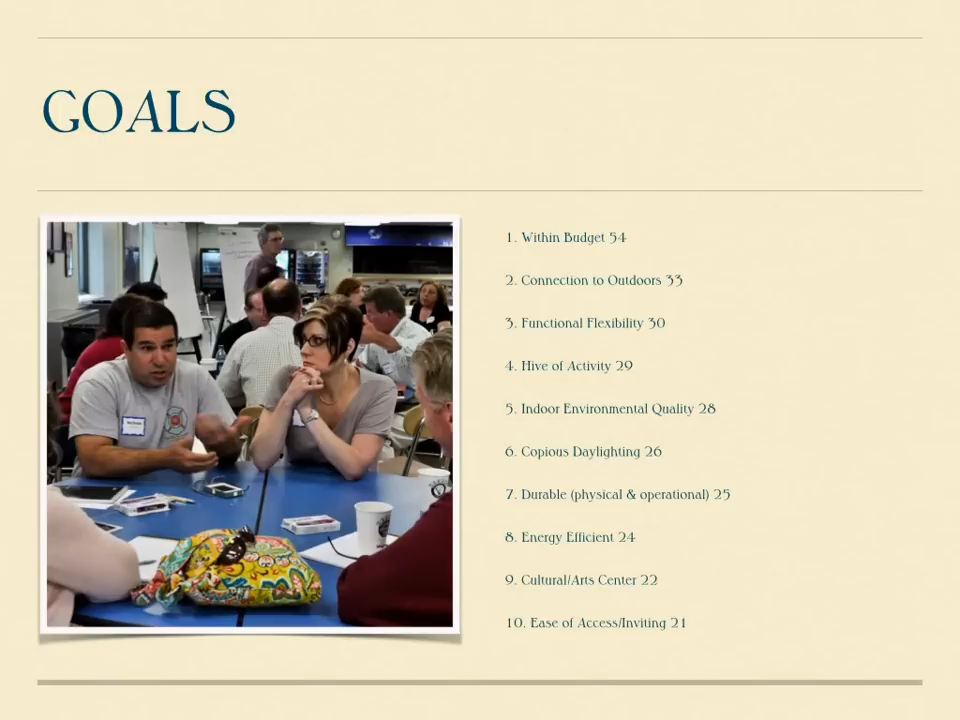 GOALS
1. Within Budget 54
2. Connection to Outdoors 33
3. Functional Flexibility 30
4. Hive of Activity 29
5. Indoor Environmental Quality 28
6. Copious Daylighting 26
7. Durable (physical & operational) 25
8. Energy Efficient 24
9. Cultural/Arts Center 22
10. Ease of Access/Inviting 21